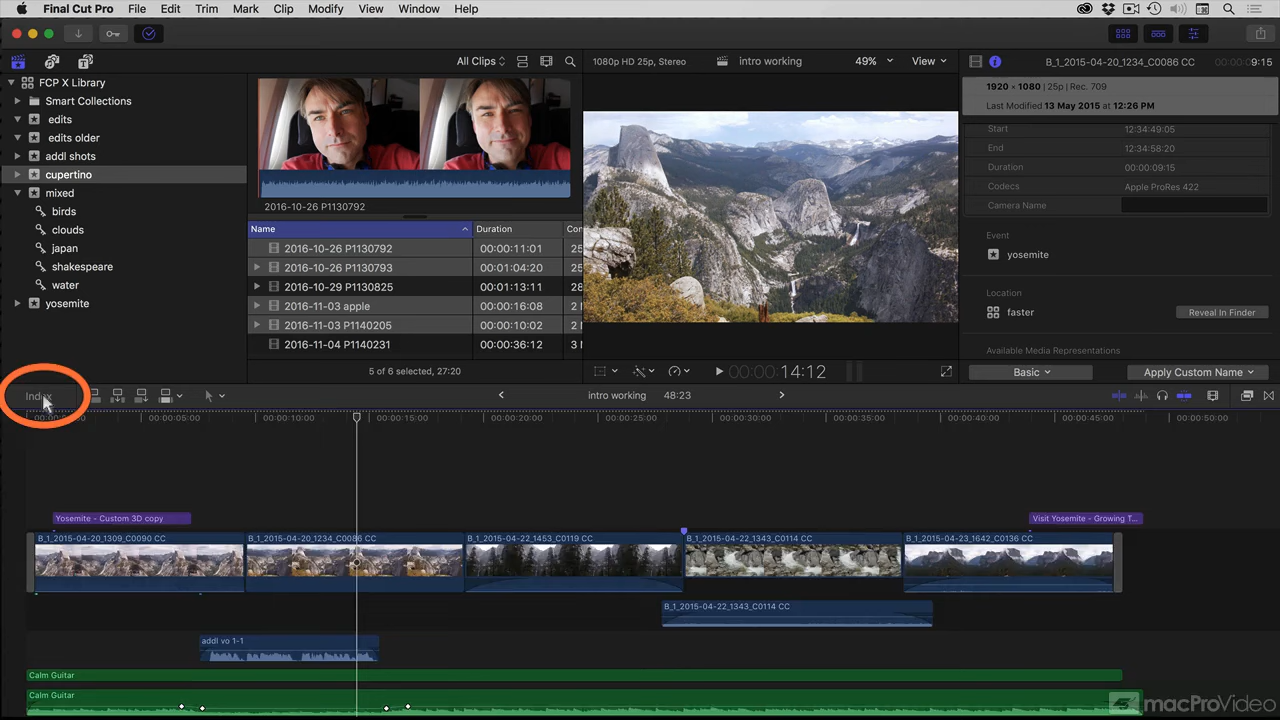 Final Cut Pro File Edit Trim Mark Clip Modify View Window Help
All Clips
1080p HD 25p, Stereo
intro working
49%
View
B_1_2015-04-20_1234_C0086 CC
9:15
FCP X Library
Smart Collections
edits
edits older
addl shots
cupertino
mixed
birds
clouds
japan
shakespeare
water
yosemite
2016-10-26 P1130792
Name Duration Con
2016-10-26 P1130792 00:00:11:01 25
2016-10-26 P1130793 00:01:04:20 25
2016-10-29 P1130825 00:01:13:11 28
2016-11-03 apple 00:00:16:08 2
2016-11-03 P1140205 00:00:10:02 2
2016-11-04 P1140231 00:00:36:12
5 of 6 selected, 27:20
00:00:00:14:12
1920 × 1080 | 25p | Rec. 709
Last Modified 13 May 2015 at 12:26 PM
Start 12:34:49:05
End 12:34:58:20
Duration 00:00:09:15
Codecs Apple ProRes 422
Camera Name
Event
yosemite
Location
faster
Reveal In Finder
Available Media Representations
Basic
Apply Custom Name
Index
intro working 48:23
00:00:05:00 00:00:10:00 00:00:15:00 00:00:20:00 00:00:25:00 00:00:30:00 00:00:35:00 00:00:40:00 00:00:45:00 00:00:50:00
Yosemite - Custom 3D copy
Visit Yosemite - Growing T...
B_1_2015-04-20_1309_C0090 CC
B_1_2015-04-20_1234_C0086 CC
B_1_2015-04-22_1453_C0119 CC
B_1_2015-04-22_1343_C0114 CC
B_1_2015-04-23_1642_C0136 CC
B_1_2015-04-22_1343_C0114 CC
addl vo 1-1
Calm Guitar
Calm Guitar
macProVideo